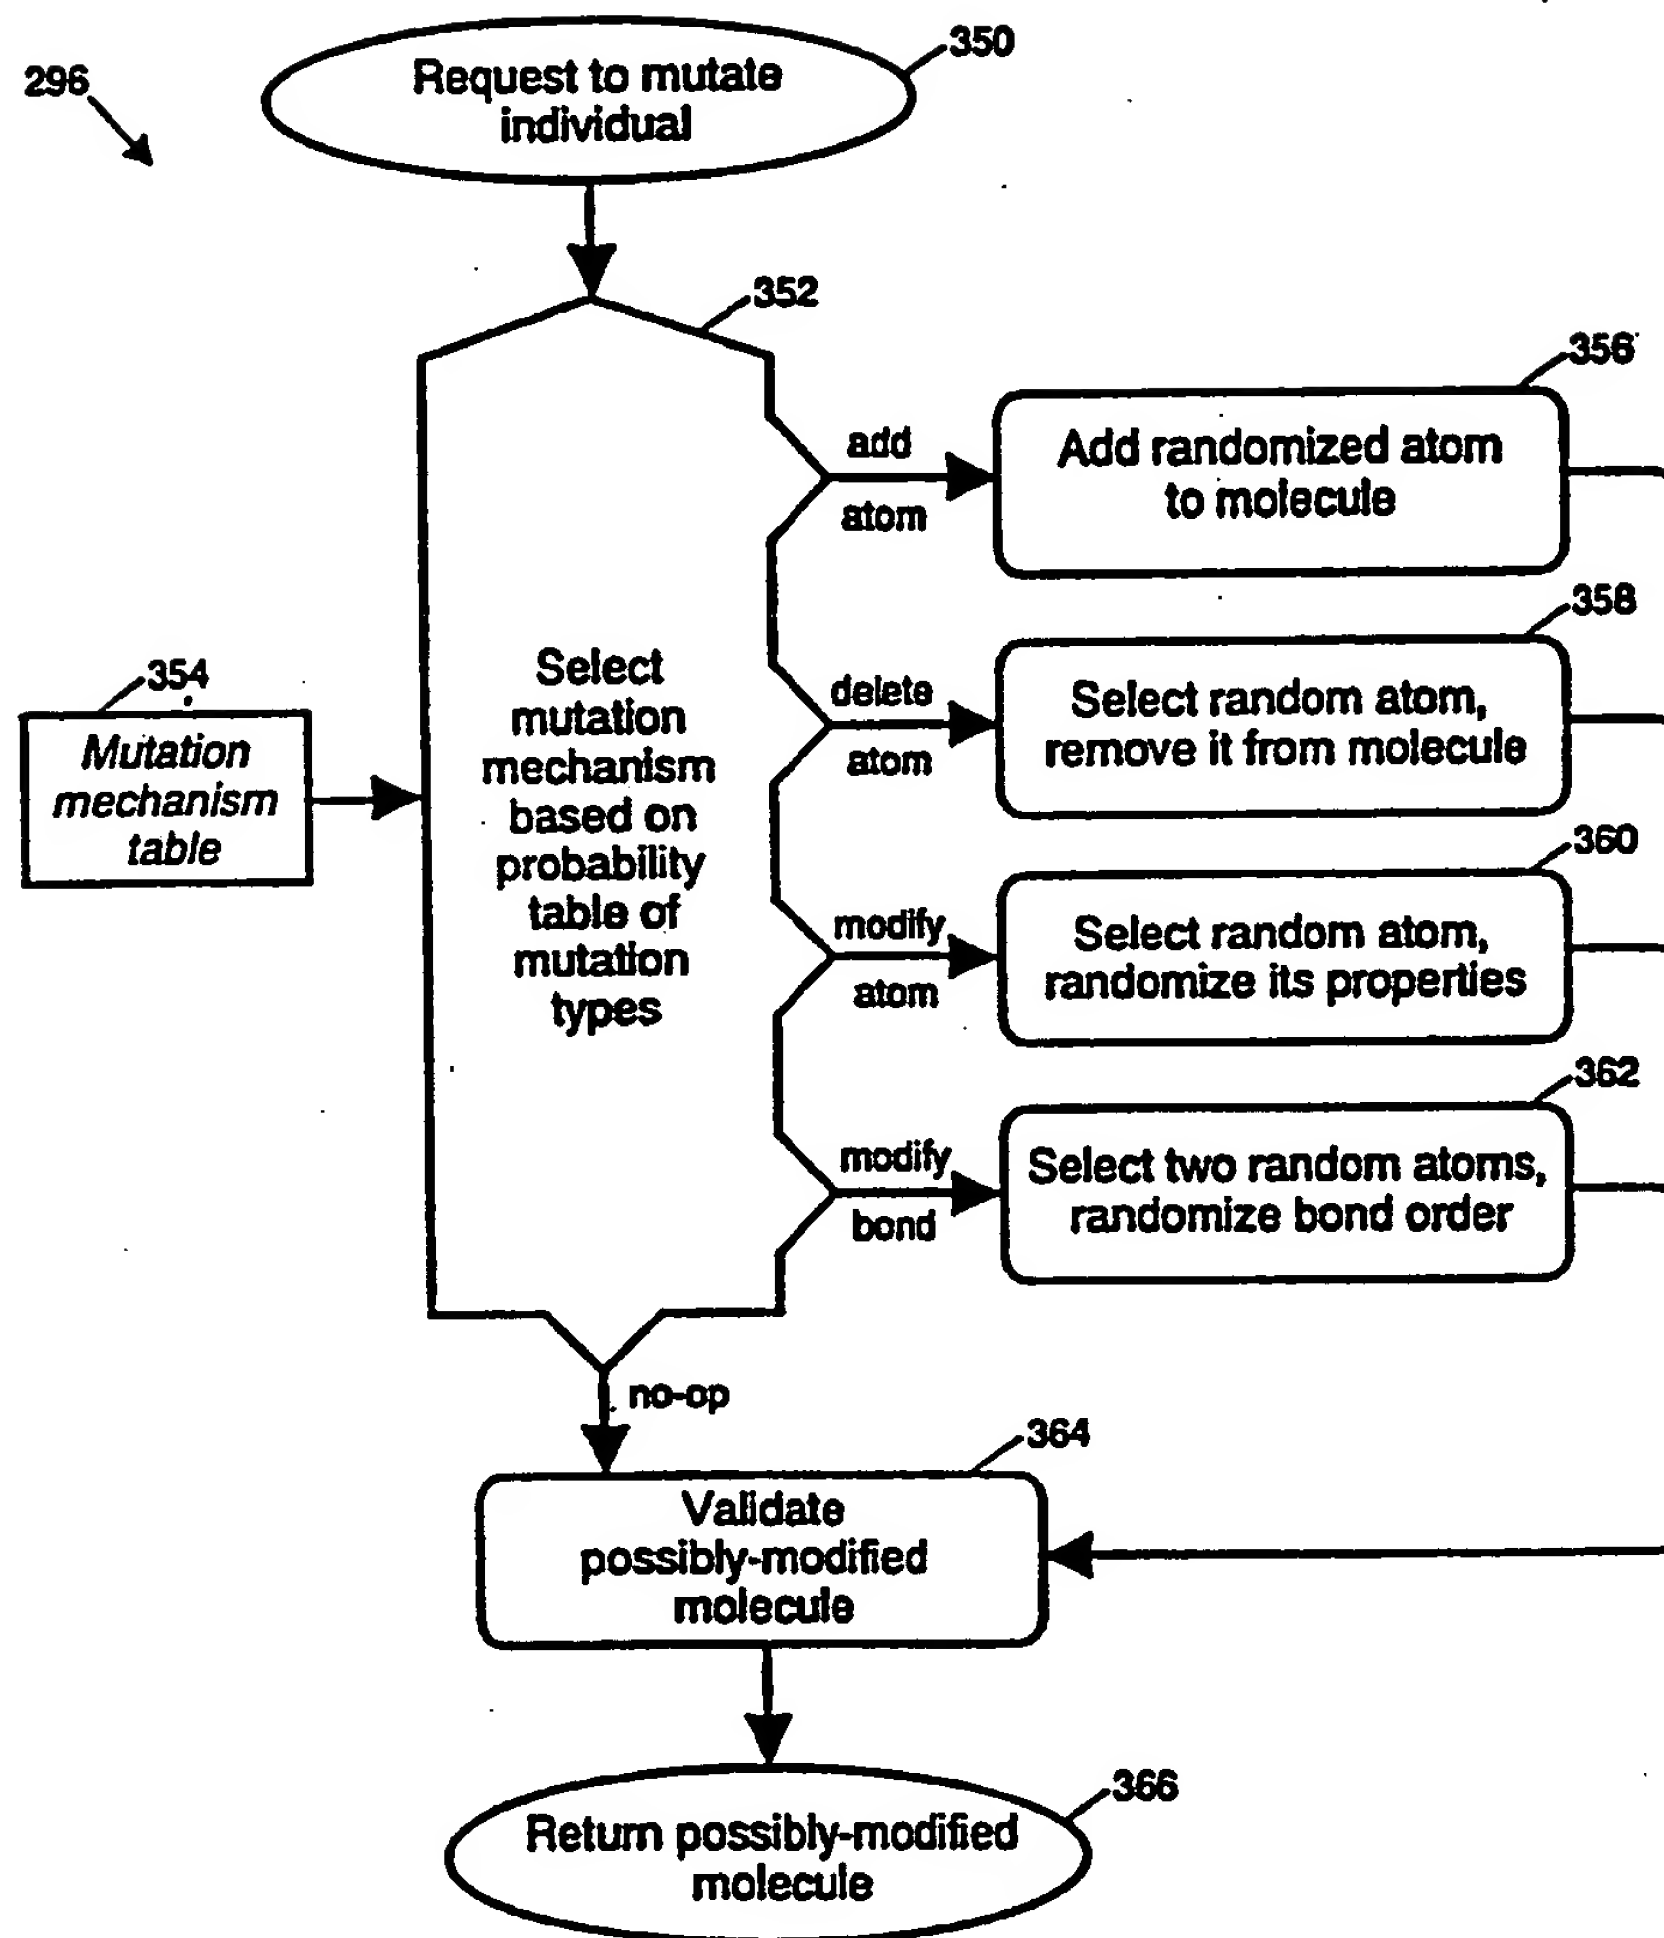 350
Request to mutate
individual
296
352
356
add
atom
Add randomized atom
to molecule
358
delete
atom
Select random atom,
remove it from molecule
354
Mutation
mechanism
table
Select
mutation
mechanism
based on
probability
table of
mutation
types
360
modify
atom
Select random atom,
randomize its properties
362
modify
bond
Select two random atoms,
randomize bond order
no-op
364
Validate
possibly-modified
molecule
366
Return possibly-modified
molecule